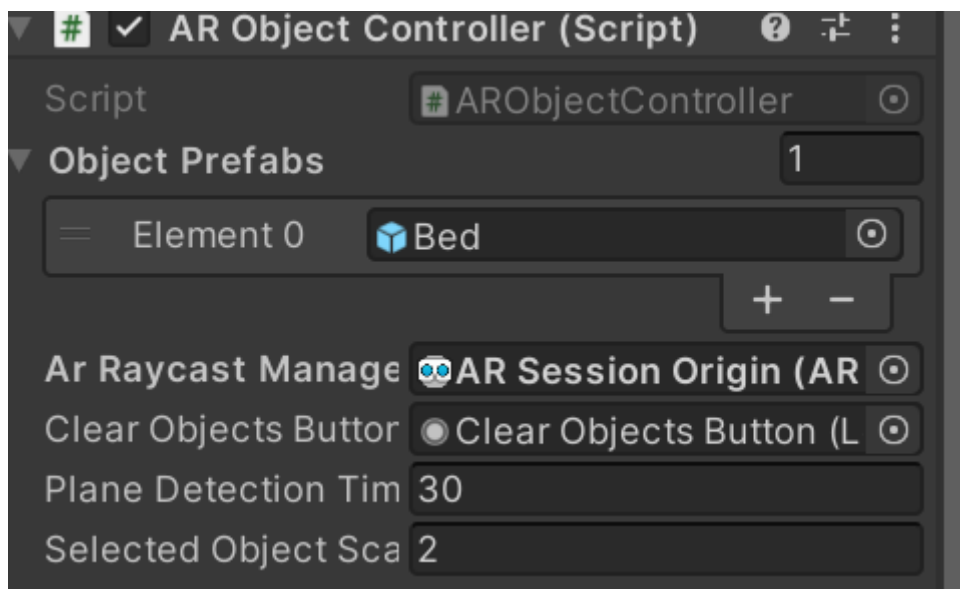 # AR Object Controller (Script) ?
Script # ARObjectController
Object Prefabs 1
Element 0 Bed
+ −
Ar Raycast Manage AR Session Origin (AR
Clear Objects Buttor Clear Objects Button (L
Plane Detection Tim 30
Selected Object Sca 2